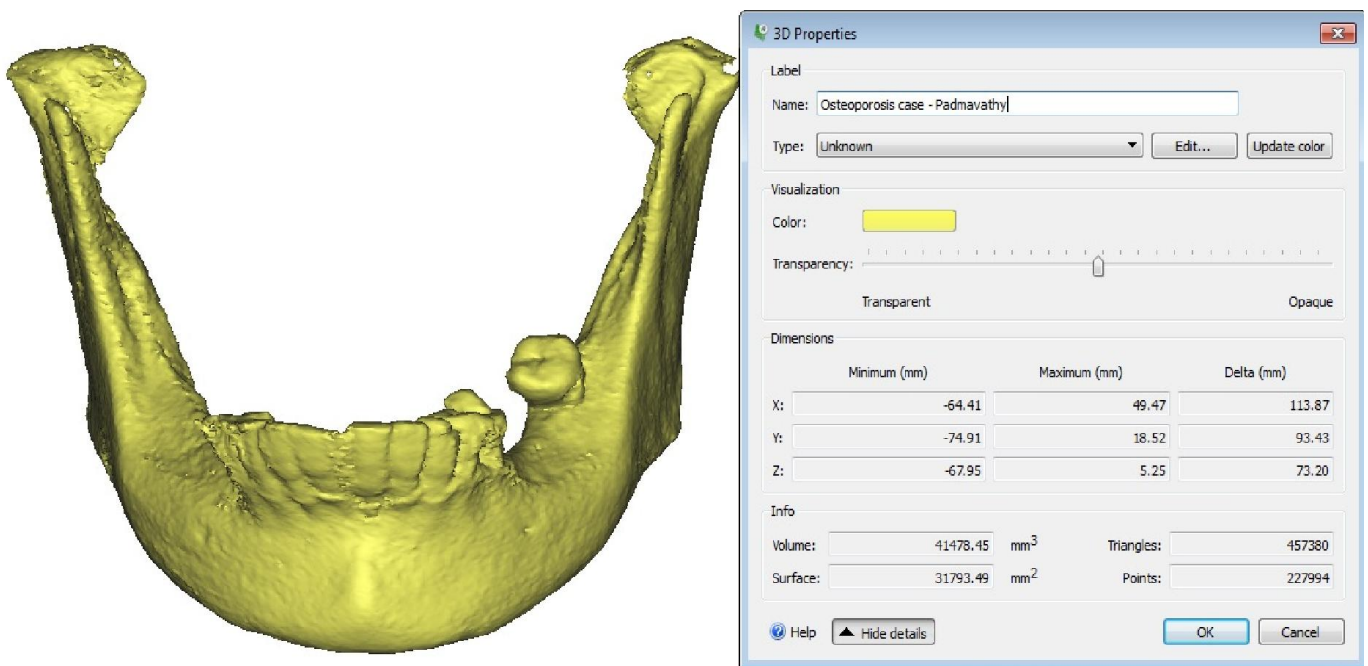 3D Properties
Label
Name: Osteoporosis case - Padmavathy
Type: Unknown Edit... Update color
Visualization
Color:
Transparency:
Transparent Opaque
Dimensions
Minimum (mm) Maximum (mm) Delta (mm)
X: -64.41 49.47 113.87
Y: -74.91 18.52 93.43
Z: -67.95 5.25 73.20
Info
Volume: 41478.45 mm3 Triangles: 457380
Surface: 31793.49 mm2 Points: 227994
Help Hide details OK Cancel